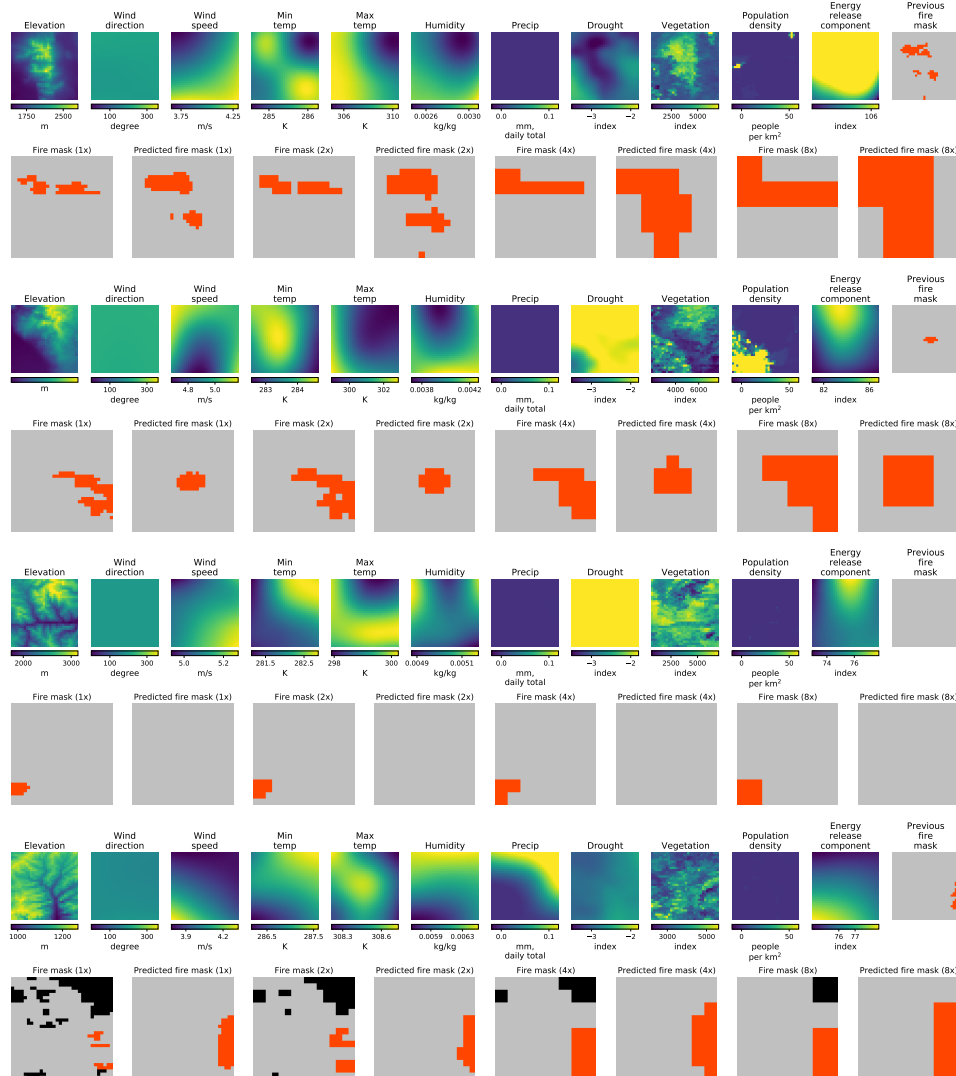 Elevation Wind direction Wind speed Min temp Max temp Humidity Precip Drought Vegetation Population density Energy release component Previous fire mask
1750 2500 100 300 3.75 4.25 285 286 306 310 0.0026 0.0030 0.0 0.1 −3 −2 2500 5000 0 50 106
m degree m/s K K kg/kg mm, daily total index index people per km² index
Fire mask (1x) Predicted fire mask (1x) Fire mask (2x) Predicted fire mask (2x) Fire mask (4x) Predicted fire mask (4x) Fire mask (8x) Predicted fire mask (8x)
Elevation Wind direction Wind speed Min temp Max temp Humidity Precip Drought Vegetation Population density Energy release component Previous fire mask
100 300 4.8 5.0 283 284 300 302 0.0038 0.0042 0.0 0.1 −3 −2 4000 6000 0 50 82 86
m degree m/s K K kg/kg mm, daily total index index people per km² index
Fire mask (1x) Predicted fire mask (1x) Fire mask (2x) Predicted fire mask (2x) Fire mask (4x) Predicted fire mask (4x) Fire mask (8x) Predicted fire mask (8x)
Elevation Wind direction Wind speed Min temp Max temp Humidity Precip Drought Vegetation Population density Energy release component Previous fire mask
2000 3000 100 300 5.0 5.2 281.5 282.5 298 300 0.0049 0.0051 0.0 0.1 −3 −2 2500 5000 0 50 74 76
m degree m/s K K kg/kg mm, daily total index index people per km² index
Fire mask (1x) Predicted fire mask (1x) Fire mask (2x) Predicted fire mask (2x) Fire mask (4x) Predicted fire mask (4x) Fire mask (8x) Predicted fire mask (8x)
Elevation Wind direction Wind speed Min temp Max temp Humidity Precip Drought Vegetation Population density Energy release component Previous fire mask
1000 1200 100 300 3.9 4.2 286.5 287.5 308.3 308.6 0.0059 0.0063 0.0 0.1 −3 −2 3000 5000 0 50 76 77
m degree m/s K K kg/kg mm, daily total index index people per km² index
Fire mask (1x) Predicted fire mask (1x) Fire mask (2x) Predicted fire mask (2x) Fire mask (4x) Predicted fire mask (4x) Fire mask (8x) Predicted fire mask (8x)